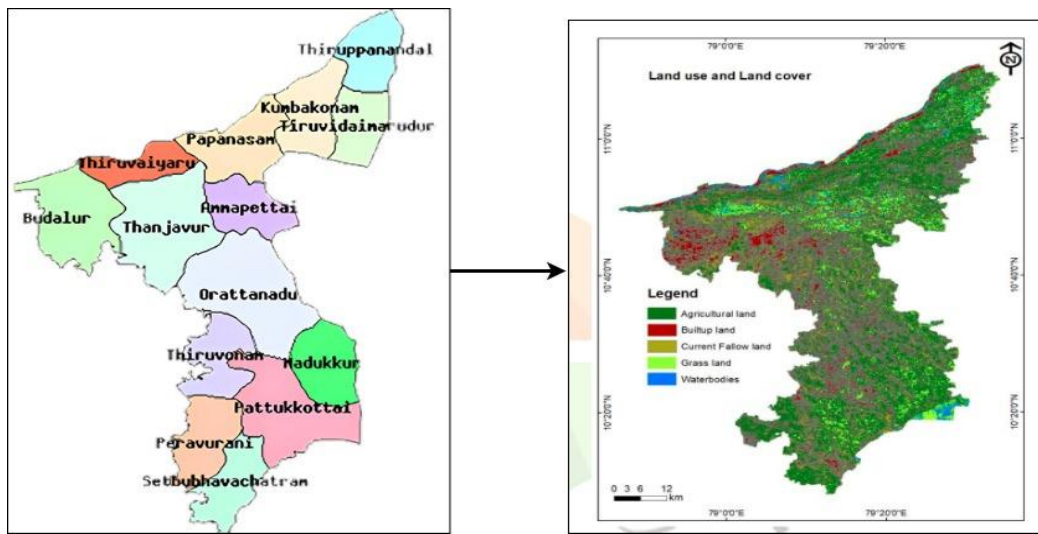 Thiruppanandal
Kumbakonam
Tiruvidaimarudur
Papanasam
Thiruvaiyaru
Ammapettai
Budalur
Thanjavur
Orattanadu
Thiruvonam
Madukkur
Pattukkottai
Peravurani
79°0'0"E 79°20'0"E
N
Land use and Land cover
11°0'0"N 11°0'0"N
10°40'0"N 10°40'0"N
Legend
Agricultural land
Builtup land
Current Fallow land
Grass land
Waterbodies
10°20'0"N 10°20'0"N
0 3 6 12
km
79°0'0"E 79°20'0"E